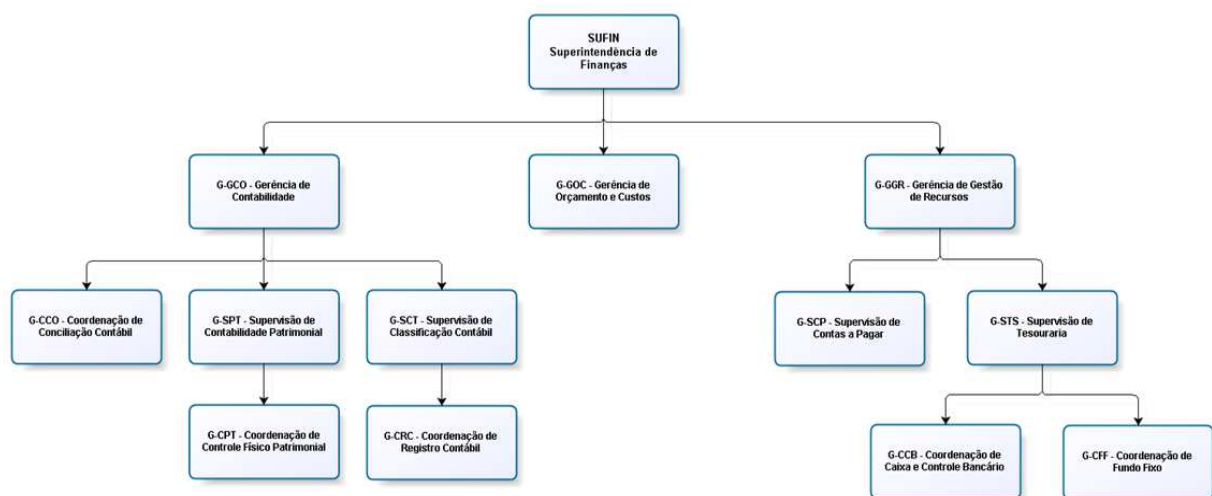 SUFIN
Superintendência de
Finanças
G-GCO - Gerência de
Contabilidade
G-GOC - Gerência de
Orçamento e Custos
G-GGR - Gerência de Gestão
de Recursos
G-CCO - Coordenação de
Conciliação Contábil
G-SPT - Supervisão de
Contabilidade Patrimonial
G-SCT - Supervisão de
Classificação Contábil
G-SCP - Supervisão de
Contas a Pagar
G-STS - Supervisão de
Tesouraria
G-CPT - Coordenação de
Controle Físico Patrimonial
G-CRC - Coordenação de
Registro Contábil
G-CCB - Coordenação de
Caixa e Controle Bancário
G-CFF - Coordenação de
Fundo Fixo